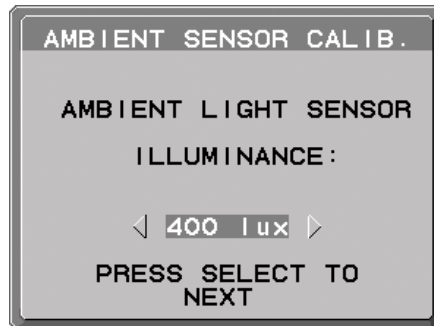 AMBIENT SENSOR CALIB.
AMBIENT LIGHT SENSOR
ILLUMINANCE:
400 lux
PRESS SELECT TO
NEXT